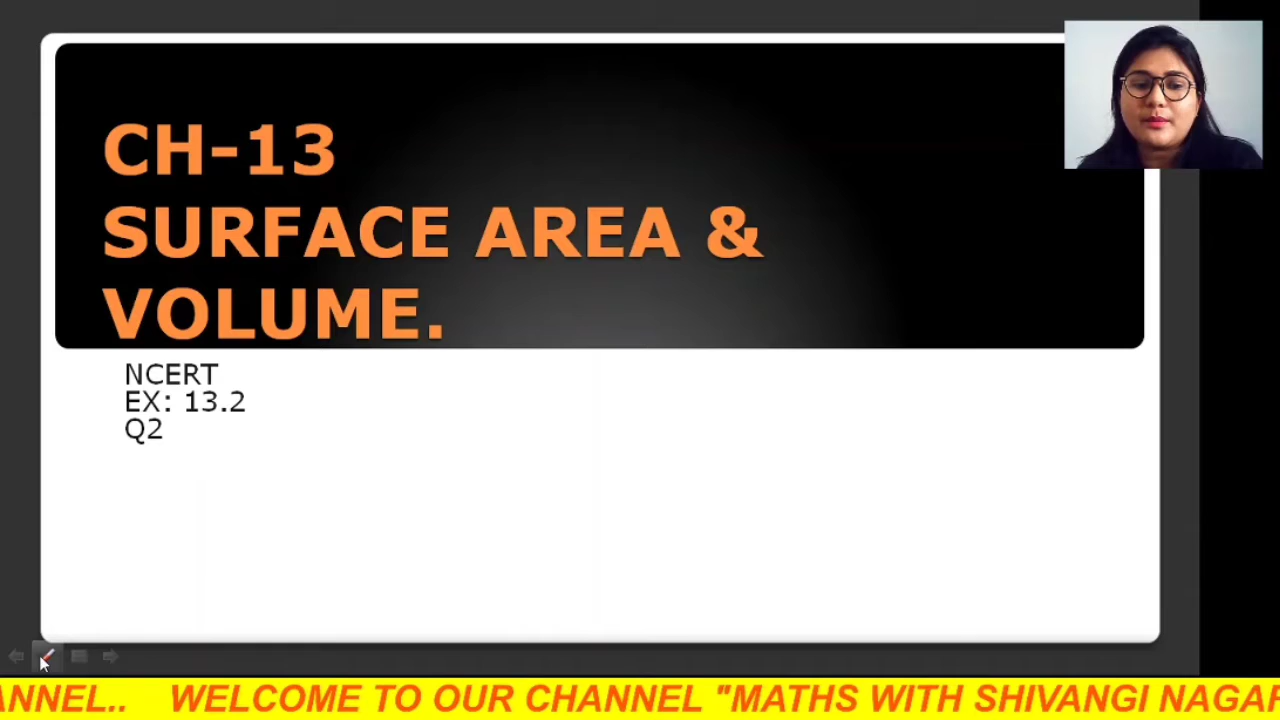 CH-13
SURFACE AREA &
VOLUME.
NCERT
EX: 13.2
Q2
ANNEL.. WELCOME TO OUR CHANNEL "MATHS WITH SHIVANGI NAGAR